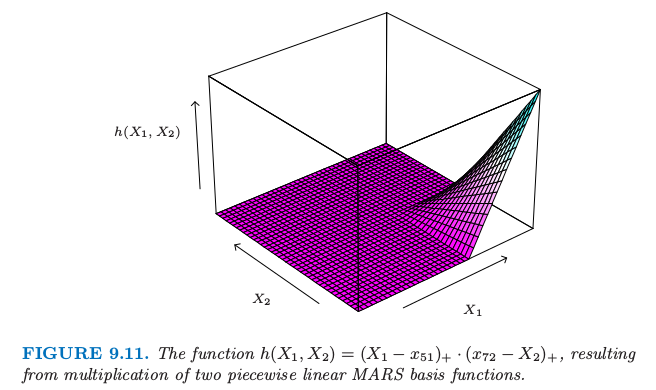 h(X₁, X₂)
X₂
X₁
FIGURE 9.11. The function h(X₁, X₂) = (X₁ − x₅₁)₊ · (x₇₂ − X₂)₊, resulting
from multiplication of two piecewise linear MARS basis functions.